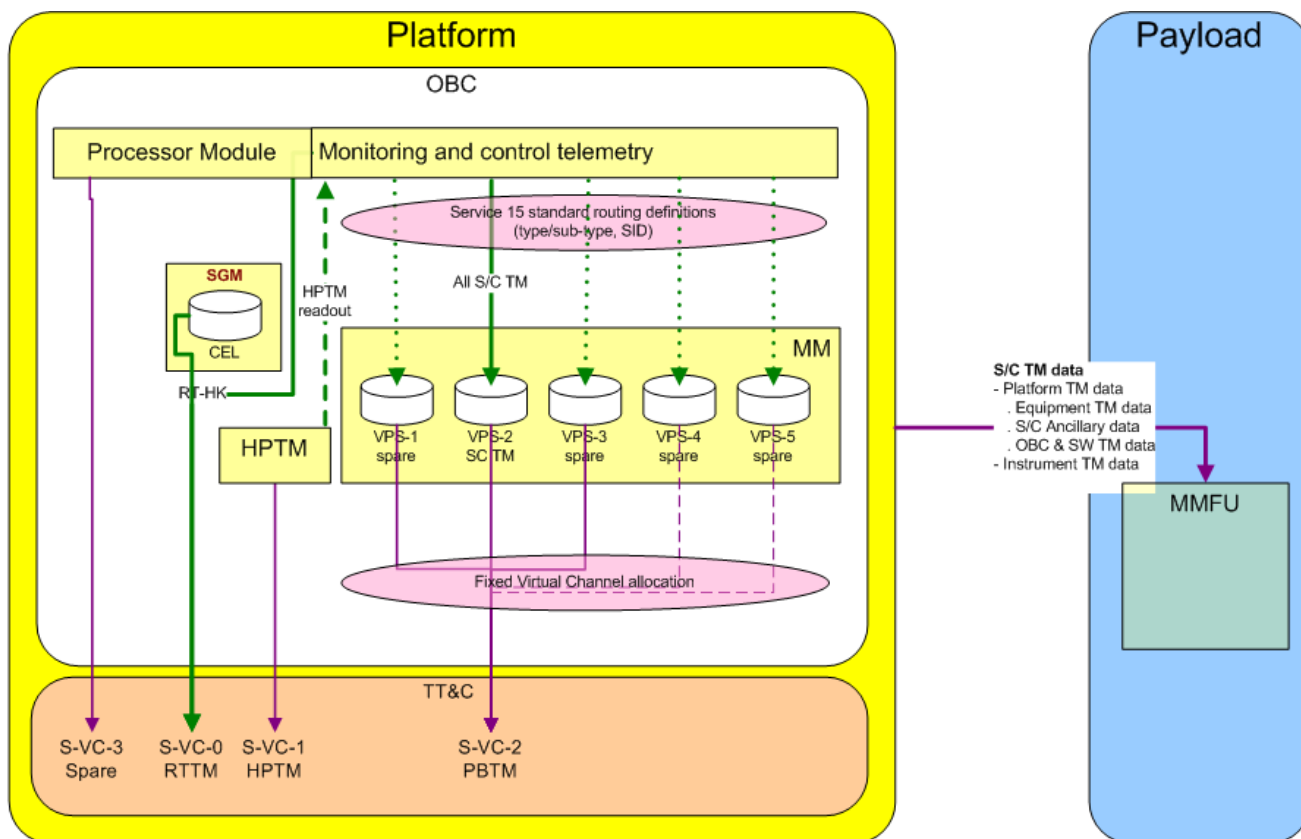 Platform
Payload
OBC
Processor Module
Monitoring and control telemetry
Service 15 standard routing definitions
(type/sub-type, SID)
SGM
CEL
HPTM
readout
All S/C TM
MM
RT-HK
VPS-1
spare
VPS-2
SC TM
VPS-3
spare
VPS-4
spare
VPS-5
spare
HPTM
S/C TM data
- Platform TM data
. Equipment TM data
. S/C Ancillary data
. OBC & SW TM data
- Instrument TM data
MMFU
Fixed Virtual Channel allocation
TT&C
S-VC-3
Spare
S-VC-0
RTTM
S-VC-1
HPTM
S-VC-2
PBTM